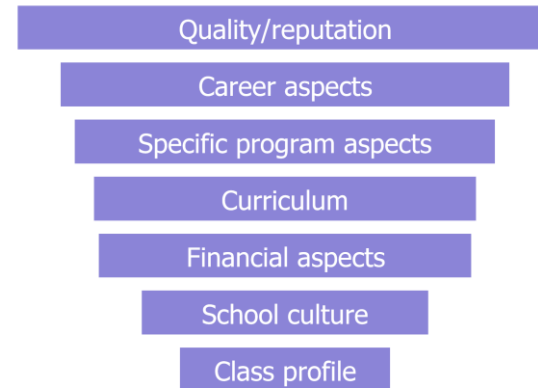 Quality/reputation
Career aspects
Specific program aspects
Curriculum
Financial aspects
School culture
Class profile